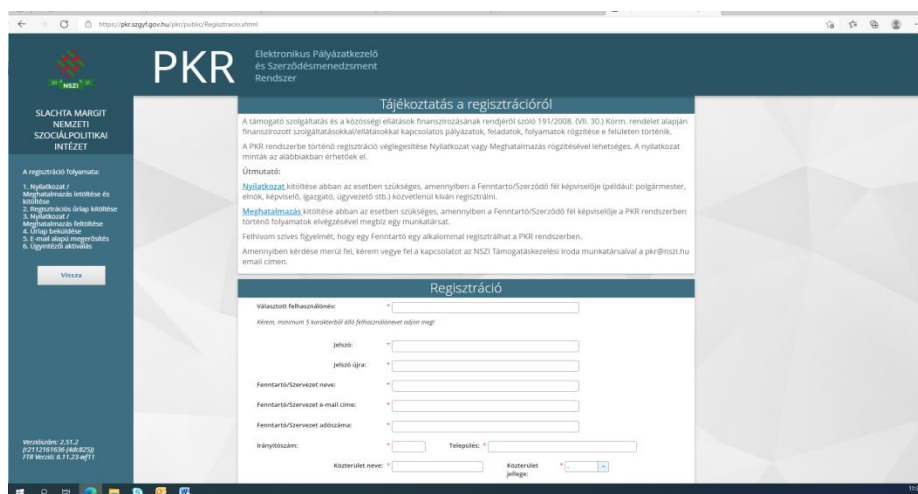 https://pkr.szgyf.gov.hu/pkr/public/Regisztracio.xhtml
NSZI
SLACHTA MARGIT
NEMZETI
SZOCIÁLPOLITIKAI
INTÉZET
A regisztráció folyamata:
1. Nyilatkozat /
Meghatalmazás letöltése és
kitöltése
2. Regisztrációs űrlap kitöltése
3. Nyilatkozat /
Meghatalmazás feltöltése
4. Űrlap beküldése
5. E-mail alapú megerősítés
6. Ügyintézői aktiválás
Vissza
Verziószám: 2.51.2
(r2112161636 [4dc825])
FTR Verzió: 6.11.23-wf11
PKR
Elektronikus Pályázatkezelő
és Szerződésmenedzsment
Rendszer
Tájékoztatás a regisztrációról
A támogató szolgáltatás és a közösségi ellátások finanszírozásának rendjéről szóló 191/2008. (VII. 30.) Korm. rendelet alapján
finanszírozott szolgáltatásokkal/ellátásokkal kapcsolatos pályázatok, feladatok, folyamatok rögzítése e felületen történik.
A PKR rendszerbe történő regisztráció véglegesítése Nyilatkozat vagy Meghatalmazás rögzítésével lehetséges. A nyilatkozat
minták az alábbiakban érhetőek el.
Útmutató:
Nyilatkozat kitöltése abban az esetben szükséges, amennyiben a Fenntartó/Szerződő fél képviselője (például: polgármester,
elnök, képviselő, igazgató, ügyvezető stb.) közvetlenül kíván regisztrálni.
Meghatalmazás kitöltése abban az esetben szükséges, amennyiben a Fenntartó/Szerződő fél képviselője a PKR rendszerben
történő folyamatok elvégzésével megbíz egy munkatársat.
Felhívom szíves figyelmét, hogy egy Fenntartó egy alkalommal regisztrálhat a PKR rendszerben.
Amennyiben kérdése merül fel, kérem vegye fel a kapcsolatot az NSZI Támogatáskezelési Iroda munkatársaival a pkr@nszi.hu
email címen.
Regisztráció
Választott felhasználónév: *
Kérem, minimum 5 karakterből álló felhasználónevet adjon meg!
Jelszó: *
Jelszó újra: *
Fenntartó/Szervezet neve: *
Fenntartó/Szervezet e-mail címe: *
Fenntartó/Szervezet adószáma: *
Irányítószám: * Település: *
Közterület neve: * Közterület
jellege: * -